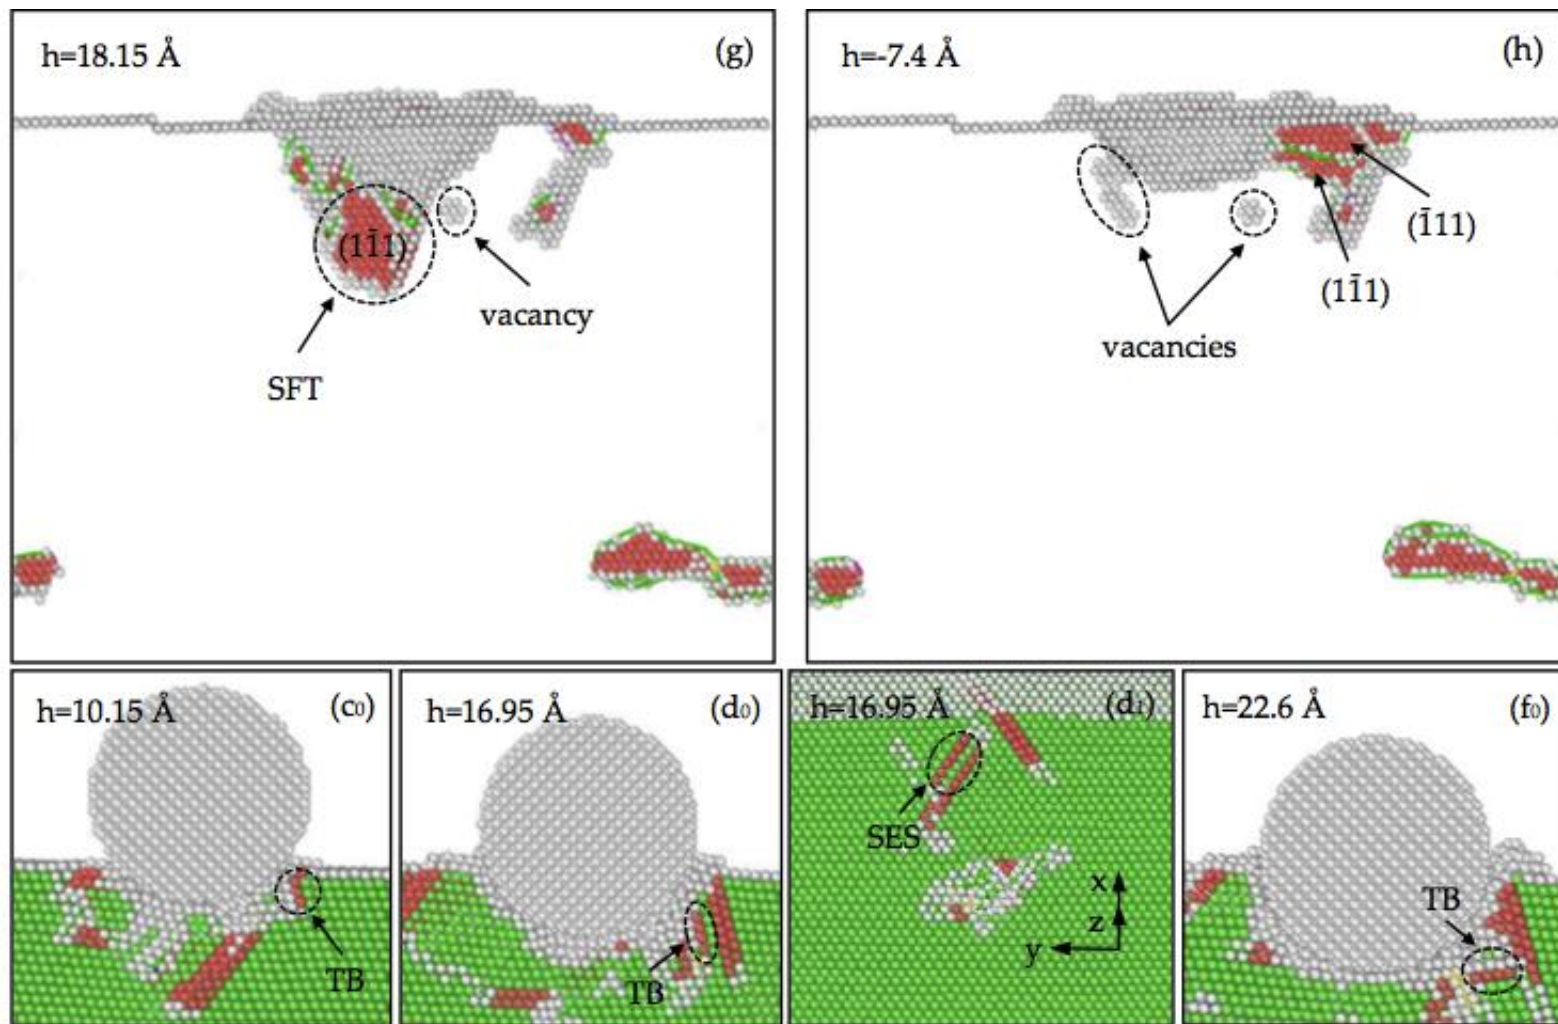 h=18.15 Å
(g)
(11̄1)
vacancy
SFT
h=-7.4 Å
(h)
(1̄11)
(11̄1)
vacancies
h=10.15 Å
(c₀)
TB
h=16.95 Å
(d₀)
TB
h=16.95 Å
(d₁)
SES
x
z
y
h=22.6 Å
(f₀)
TB